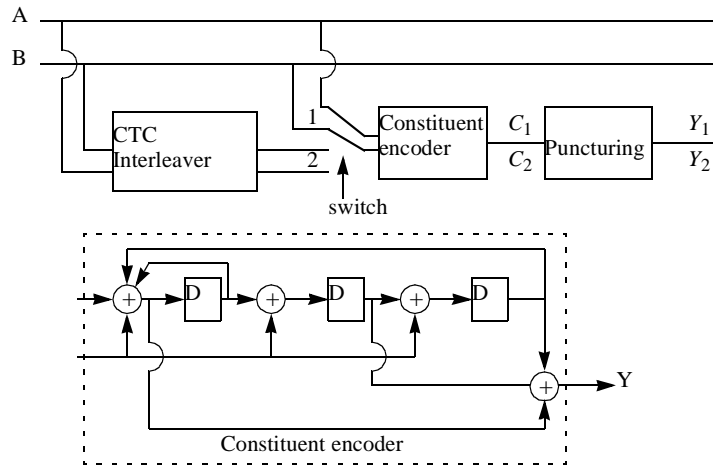 A
B
CTC
Interleaver
1
2
switch
Constituent
encoder
C₁
C₂
Puncturing
Y₁
Y₂
+
D
+
D
+
D
+
Y
Constituent encoder